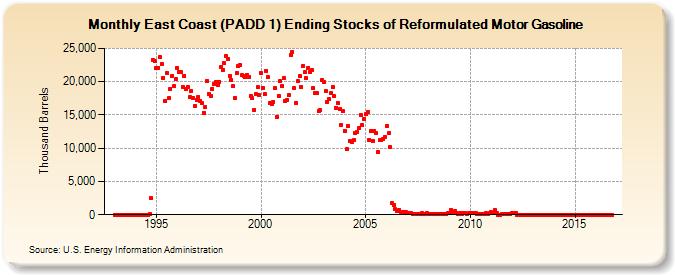 Monthly East Coast (PADD 1) Ending Stocks of Reformulated Motor Gasoline
Thousand Barrels
25,000
20,000
15,000
10,000
5,000
0
1995 2000 2005 2010 2015
Source: U.S. Energy Information Administration